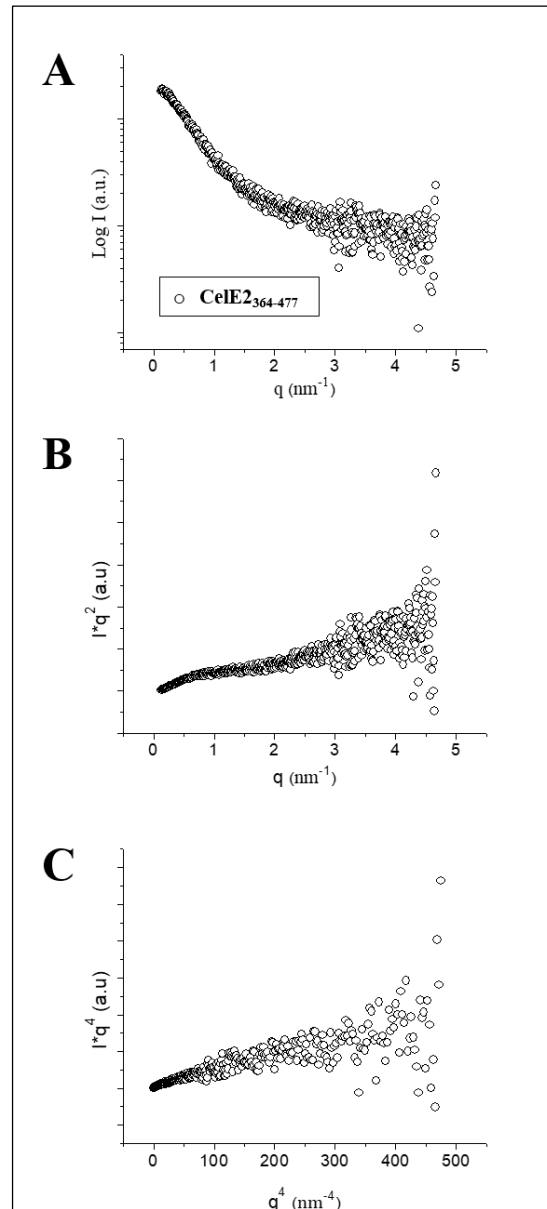 A
Log I (a.u.)
CelE2364-477
0 1 2 3 4 5
q (nm-1)
B
I*q2 (a.u)
0 1 2 3 4 5
q (nm-1)
C
I*q4 (a.u)
0 100 200 300 400 500
q4 (nm-4)